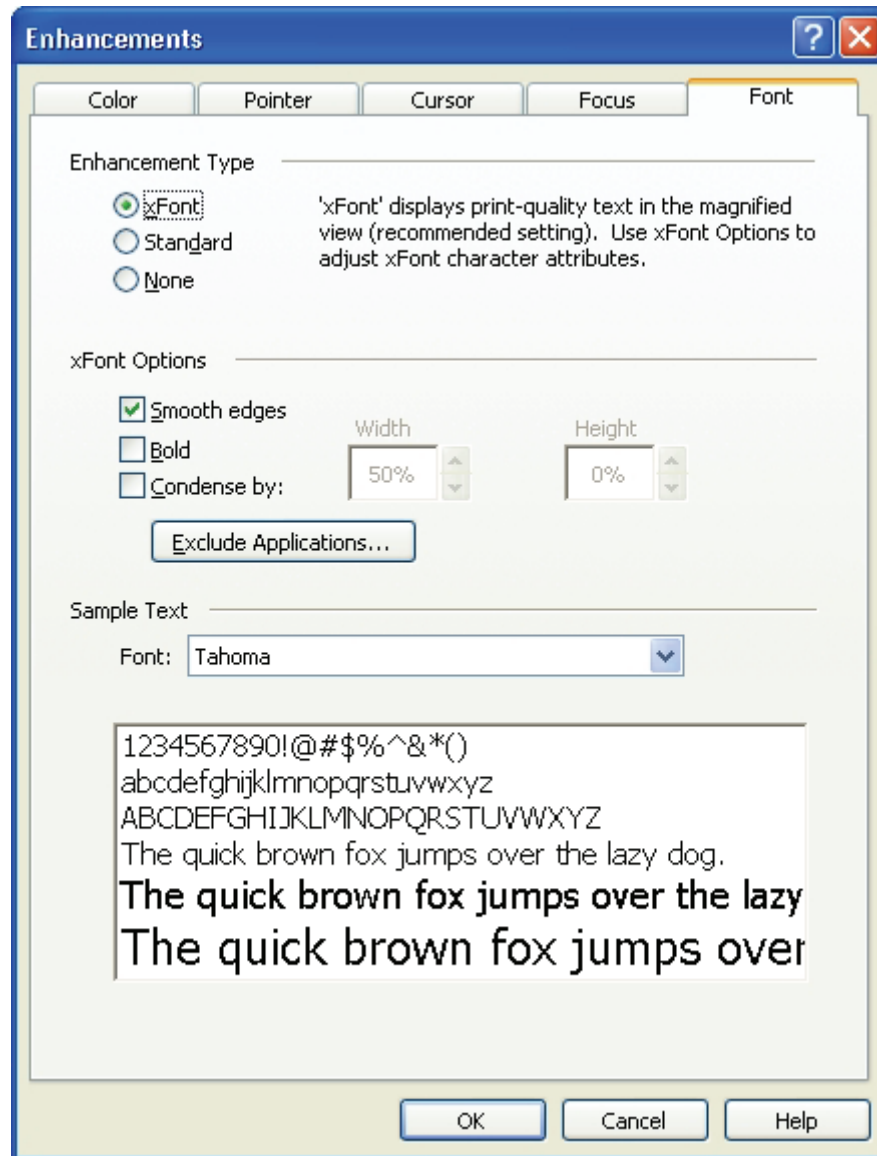 Enhancements
Color Pointer Cursor Focus Font
Enhancement Type
xFont
Standard
None
'xFont' displays print-quality text in the magnified
view (recommended setting). Use xFont Options to
adjust xFont character attributes.
xFont Options
Smooth edges
Bold
Condense by:
Width
50%
Height
0%
Exclude Applications...
Sample Text
Font: Tahoma
1234567890!@#$%^&*()
abcdefghijklmnopqrstuvwxyz
ABCDEFGHIJKLMNOPQRSTUVWXYZ
The quick brown fox jumps over the lazy dog.
The quick brown fox jumps over the lazy
The quick brown fox jumps over
OK Cancel Help